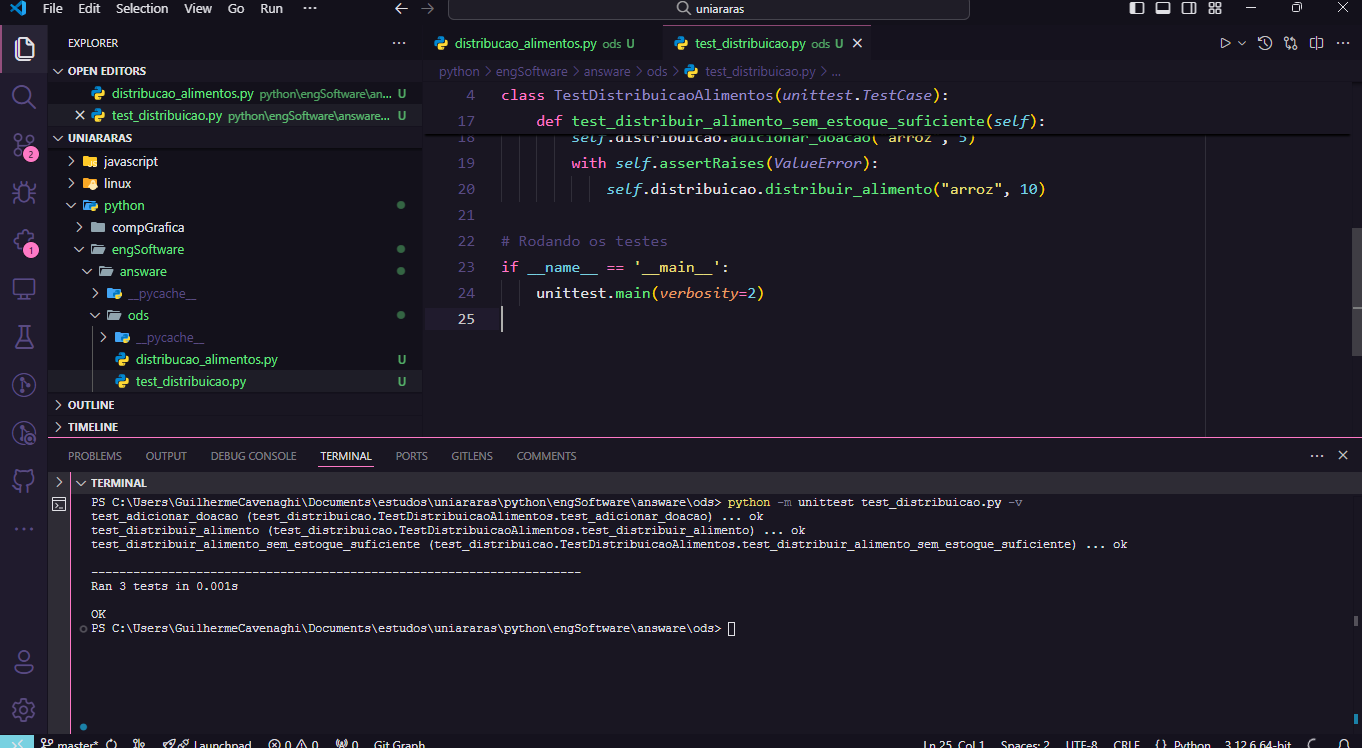 File Edit Selection View Go Run ...
uniararas
EXPLORER
OPEN EDITORS
distribucao_alimentos.py python\engSoftware\an... U
test_distribuicao.py python\engSoftware\answare... U
UNIARARAS
javascript
linux
python
compGrafica
engSoftware
answare
__pycache__
ods
__pycache__
distribucao_alimentos.py U
test_distribuicao.py U
OUTLINE
TIMELINE
2
1
distribucao_alimentos.py ods U
test_distribuicao.py ods U
python > engSoftware > answare > ods > test_distribuicao.py > ...
4 class TestDistribuicaoAlimentos(unittest.TestCase):
17 def test_distribuir_alimento_sem_estoque_suficiente(self):
18 self.distribuicao.adicionar_doacao("arroz", 5)
19 with self.assertRaises(ValueError):
20 self.distribuicao.distribuir_alimento("arroz", 10)
21
22 # Rodando os testes
23 if __name__ == '__main__':
24 unittest.main(verbosity=2)
25
PROBLEMS OUTPUT DEBUG CONSOLE TERMINAL PORTS GITLENS COMMENTS
TERMINAL
PS C:\Users\GuilhermeCavenaghi\Documents\estudos\uniararas\python\engSoftware\answare\ods> python -m unittest test_distribuicao.py -v
test_adicionar_doacao (test_distribuicao.TestDistribuicaoAlimentos.test_adicionar_doacao) ... ok
test_distribuir_alimento (test_distribuicao.TestDistribuicaoAlimentos.test_distribuir_alimento) ... ok
test_distribuir_alimento_sem_estoque_suficiente (test_distribuicao.TestDistribuicaoAlimentos.test_distribuir_alimento_sem_estoque_suficiente) ... ok
----------------------------------------------------------------------
Ran 3 tests in 0.001s
OK
PS C:\Users\GuilhermeCavenaghi\Documents\estudos\uniararas\python\engSoftware\answare\ods>
master* Launchpad 0 0 0 Git Graph Ln 25, Col 1 Spaces: 2 UTF-8 CRLF {} Python 3.12.6 64-bit